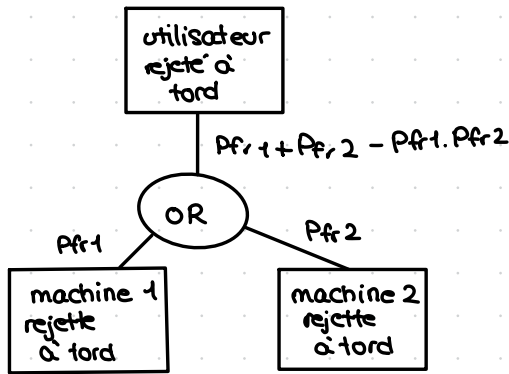 utilisateur
rejeté à
tord
Pfr1 + Pfr2 - Pfr1.Pfr2
OR
Pfr1
Pfr2
machine 1
rejette
à tord
machine 2
rejette
à tord